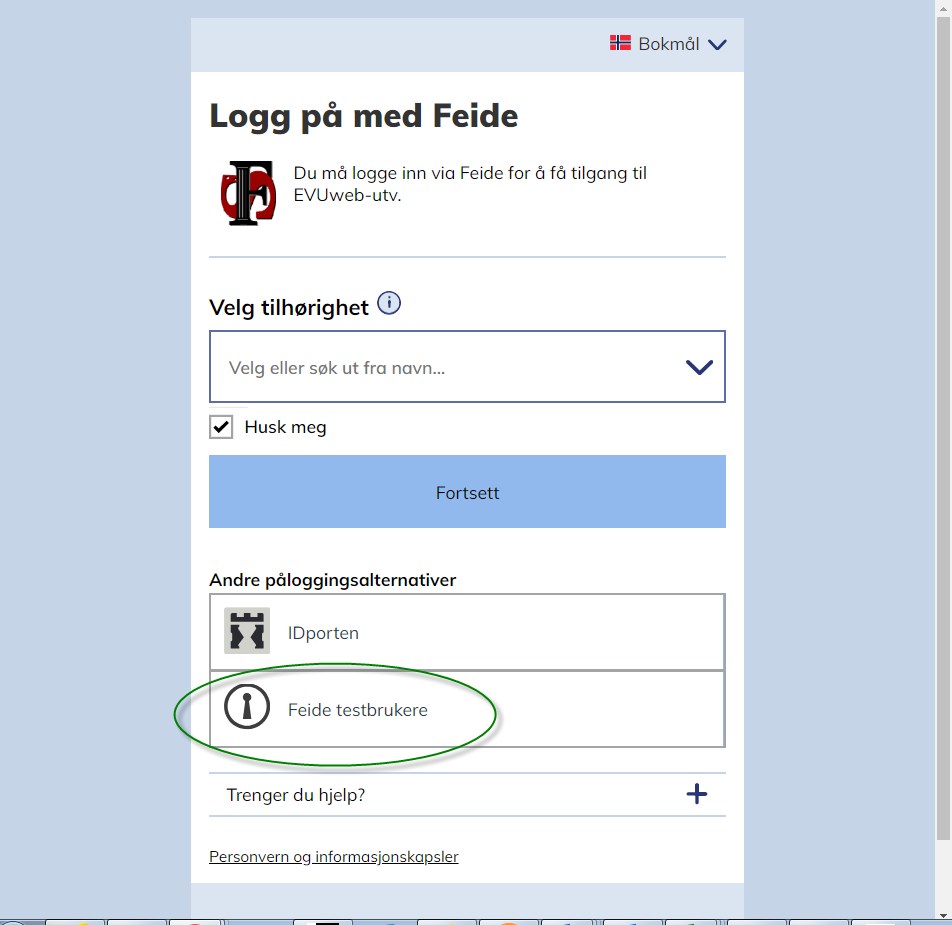 Bokmål
Logg på med Feide
Du må logge inn via Feide for å få tilgang til
EVUweb-utv.
Velg tilhørighet
Velg eller søk ut fra navn...
Husk meg
Fortsett
Andre påloggingsalternativer
IDporten
Feide testbrukere
Trenger du hjelp?
Personvern og informasjonskapsler